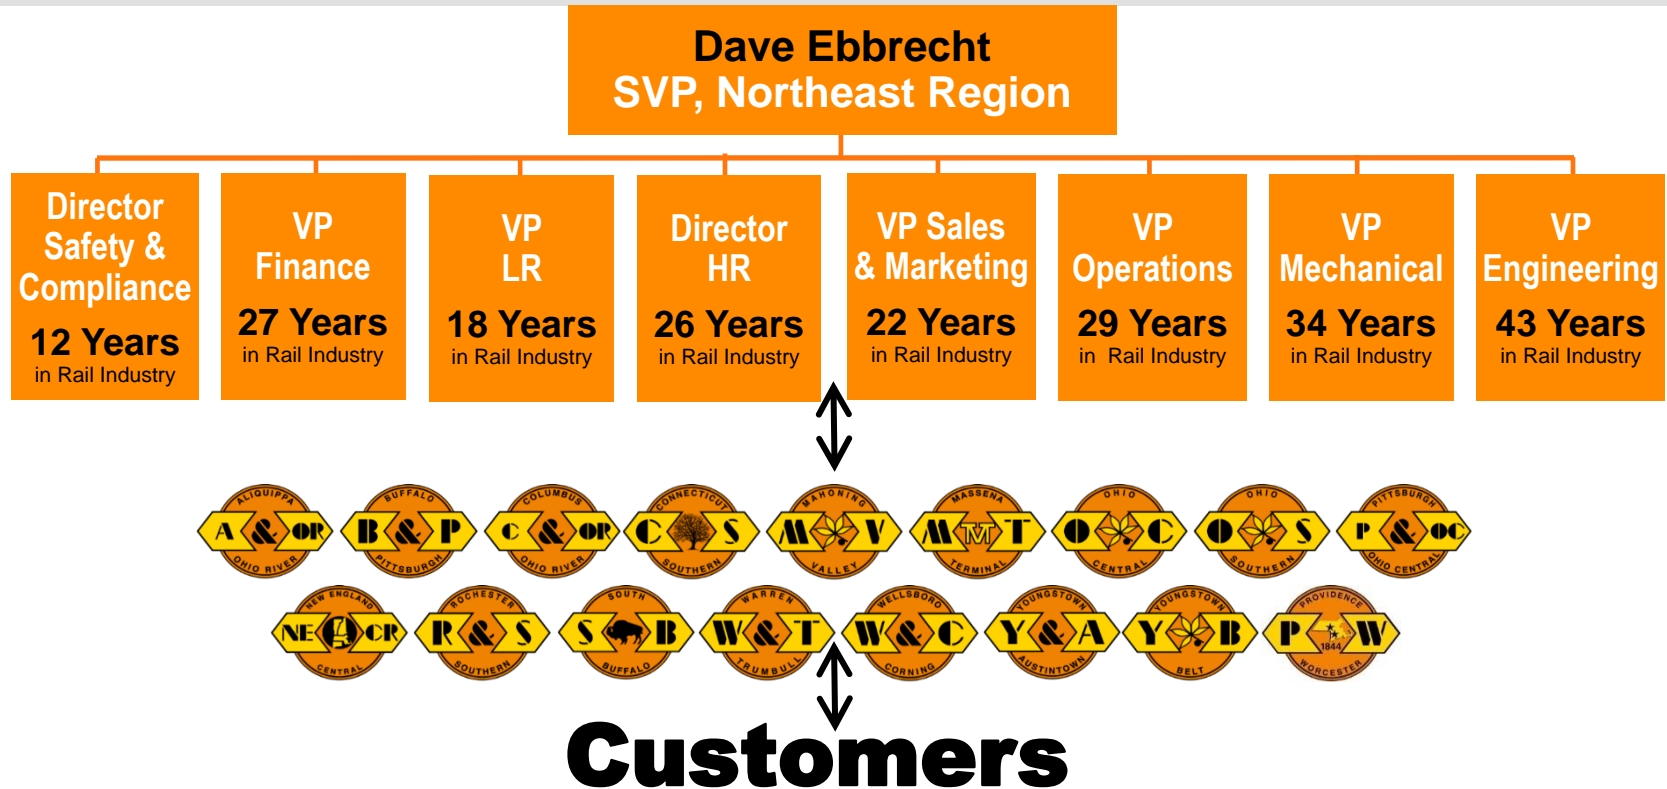 Dave Ebbrecht
SVP, Northeast Region
Director
Safety &
Compliance
12 Years
in Rail Industry
VP
Finance
27 Years
in Rail Industry
VP
LR
18 Years
in Rail Industry
Director
HR
26 Years
in Rail Industry
VP Sales
& Marketing
22 Years
in Rail Industry
VP
Operations
29 Years
in Rail Industry
VP
Mechanical
34 Years
in Rail Industry
VP
Engineering
43 Years
in Rail Industry
ALIQUIPPA
A & OR
OHIO RIVER
BUFFALO
B & P
PITTSBURGH
COLUMBUS
C & OR
OHIO RIVER
CONNECTICUT
C S
SOUTHERN
MAHONING
M V
VALLEY
MASSENA
M M T
TERMINAL
OHIO
O C
CENTRAL
OHIO
O S
SOUTHERN
PITTSBURGH
P & OC
OHIO CENTRAL
NEW ENGLAND
NE CR
CENTRAL
ROCHESTER
R & S
SOUTHERN
SOUTH
S B
BUFFALO
WARREN
W & T
TRUMBULL
WELLSBORO
W & C
CORNING
YOUNGSTOWN
Y & A
AUSTINTOWN
YOUNGSTOWN
Y B
BELT
PROVIDENCE
P W
1844
WORCESTER
Customers